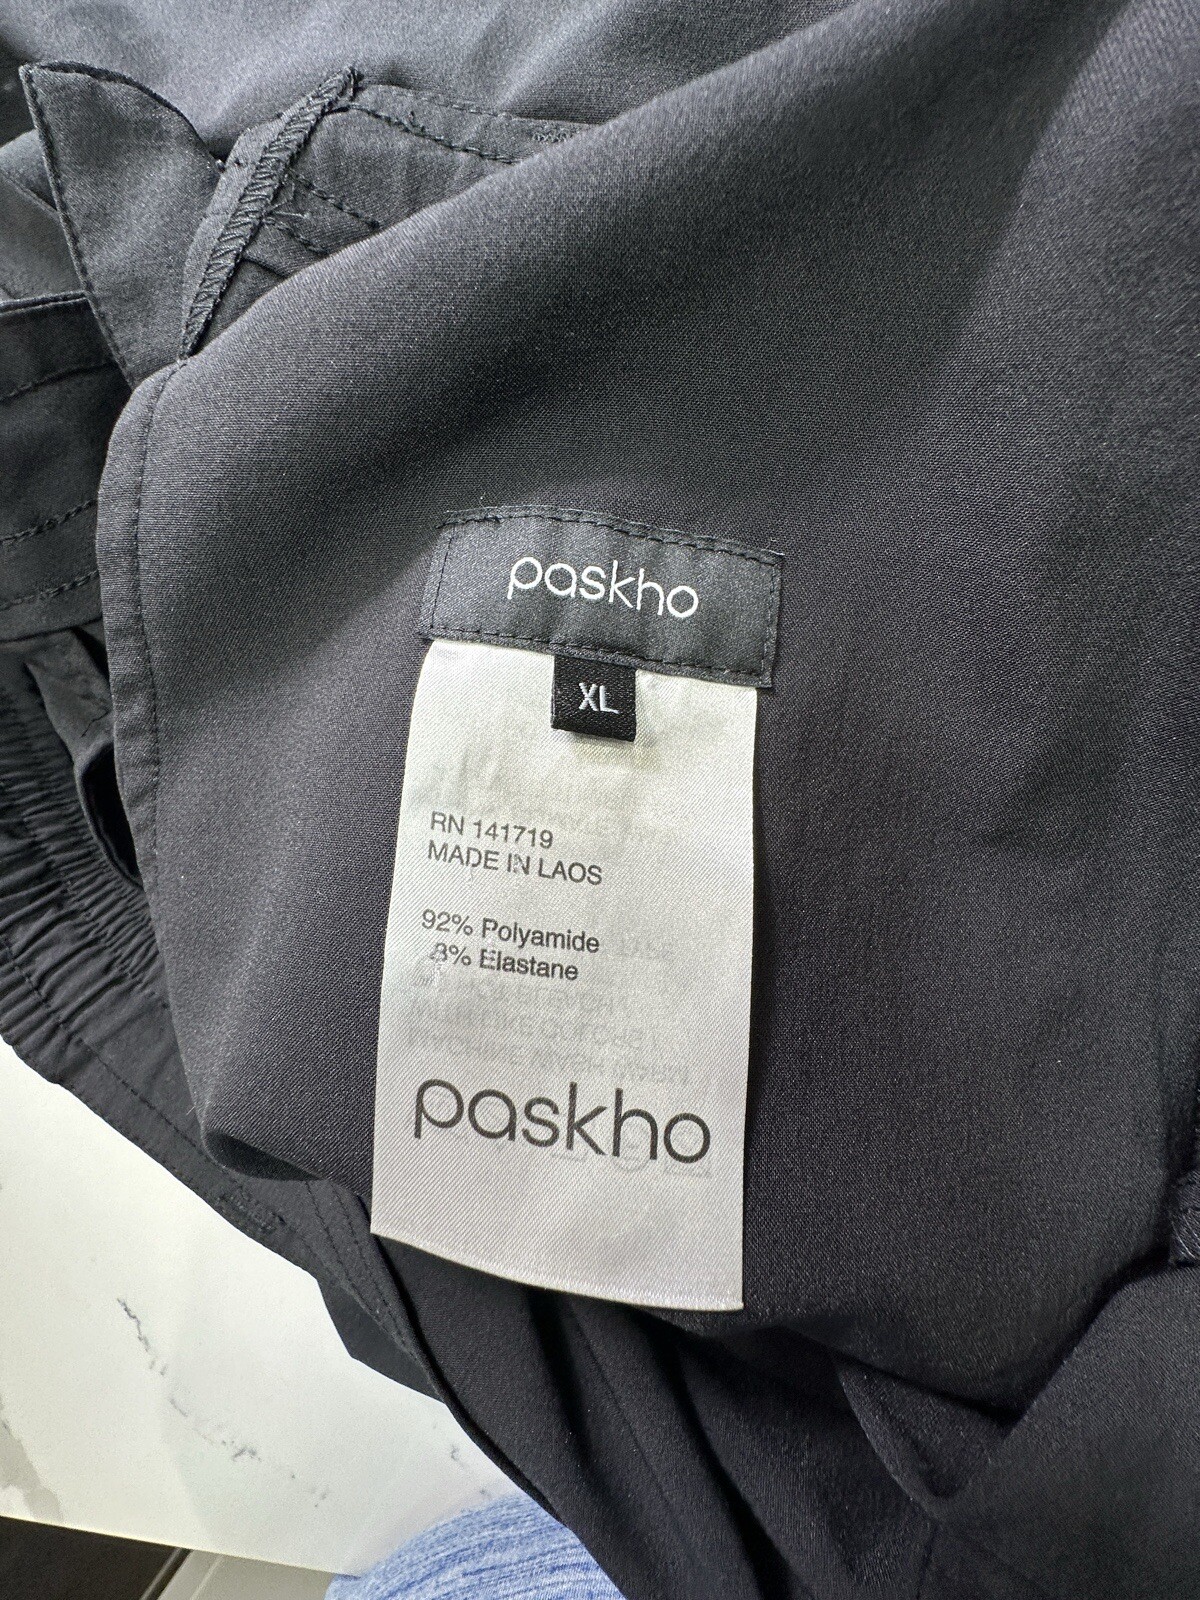 paskho
XL
RN 141719
MADE IN LAOS
92% Polyamide
8% Elastane
paskho